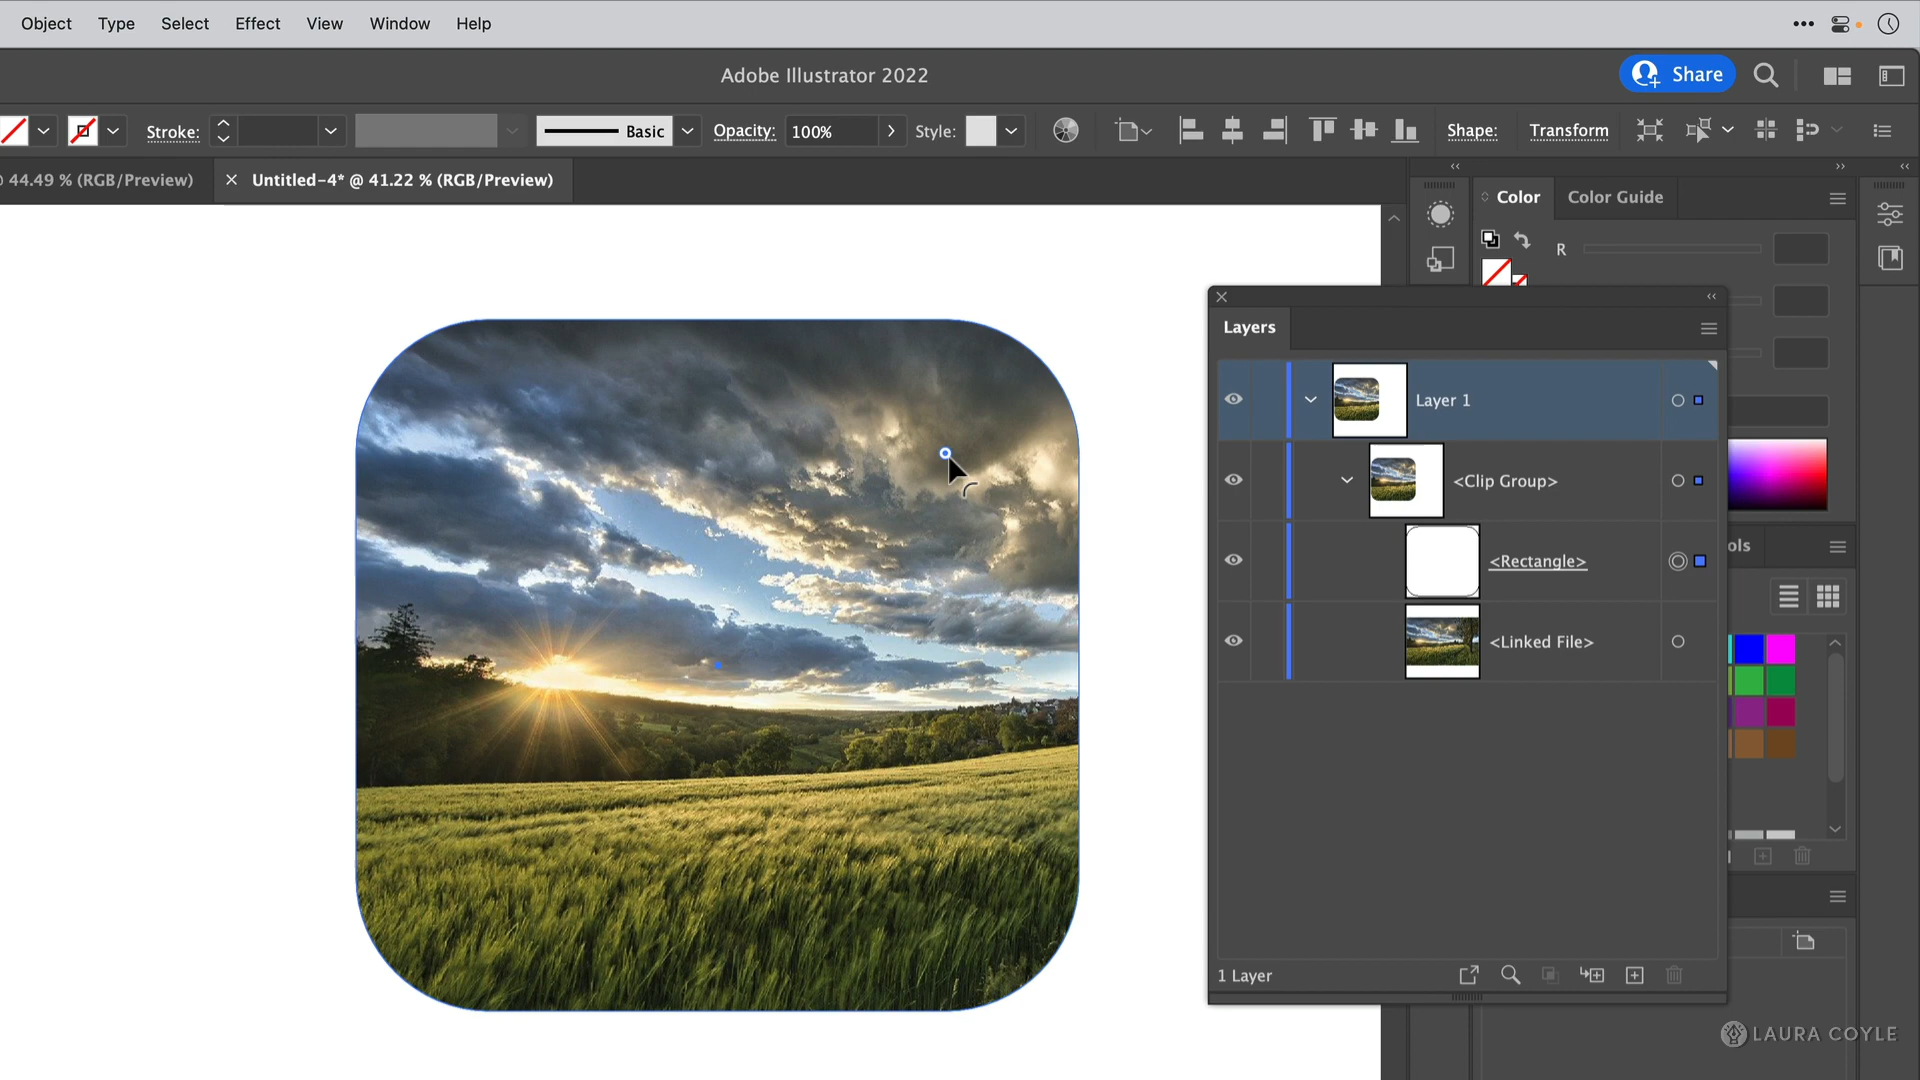 Object Type Select Effect View Window Help
Adobe Illustrator 2022
Share
Stroke: Basic Opacity: 100% Style: Shape: Transform
44.49 % (RGB/Preview) × Untitled-4* @ 41.22 % (RGB/Preview)
Color Color Guide
R
Layers
Layer 1
<Clip Group>
ols
<Rectangle>
<Linked File>
1 Layer
LAURA COYLE